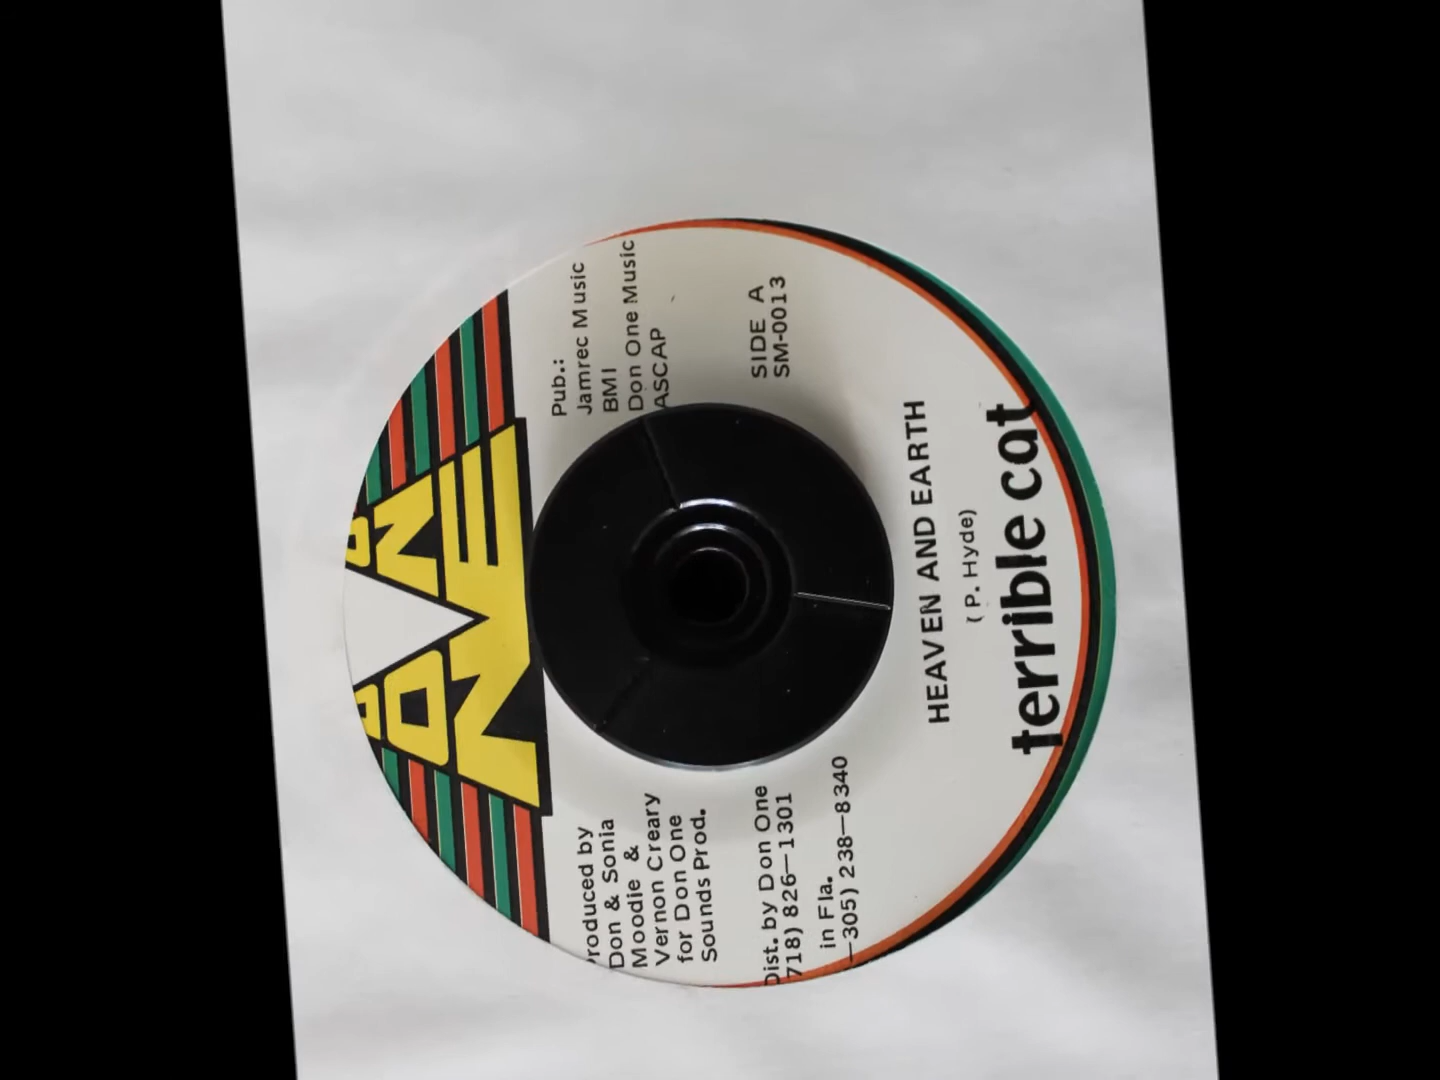 DON ONE
Produced by
Don & Sonia
Moodie &
Vernon Creary
for Don One
Sounds Prod.
Dist. by Don One
718) 826—1301
in Fla.
—305) 238—8340
Pub.:
Jamrec Music
BMI
Don One Music
ASCAP
SIDE A
SM-0013
HEAVEN AND EARTH
( P. Hyde)
terrible cat